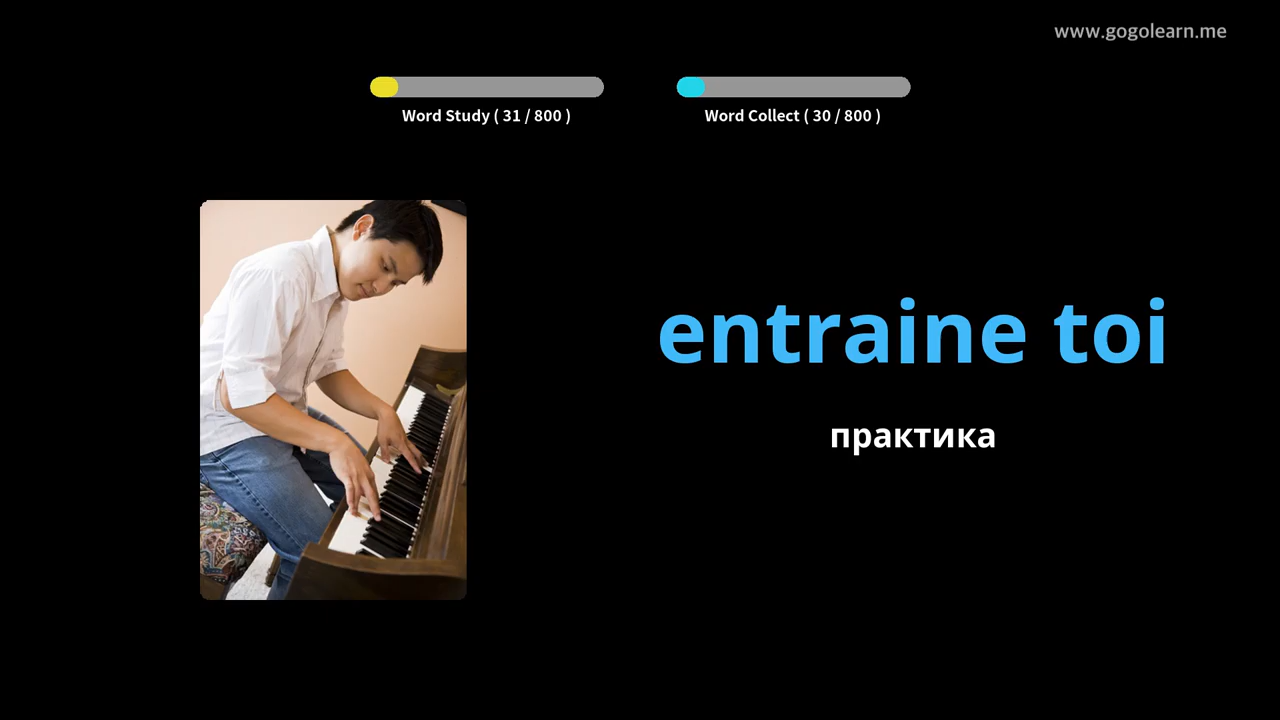 www.gogolearn.me
Word Study ( 31 / 800 )
Word Collect ( 30 / 800 )
entraine toi
практика